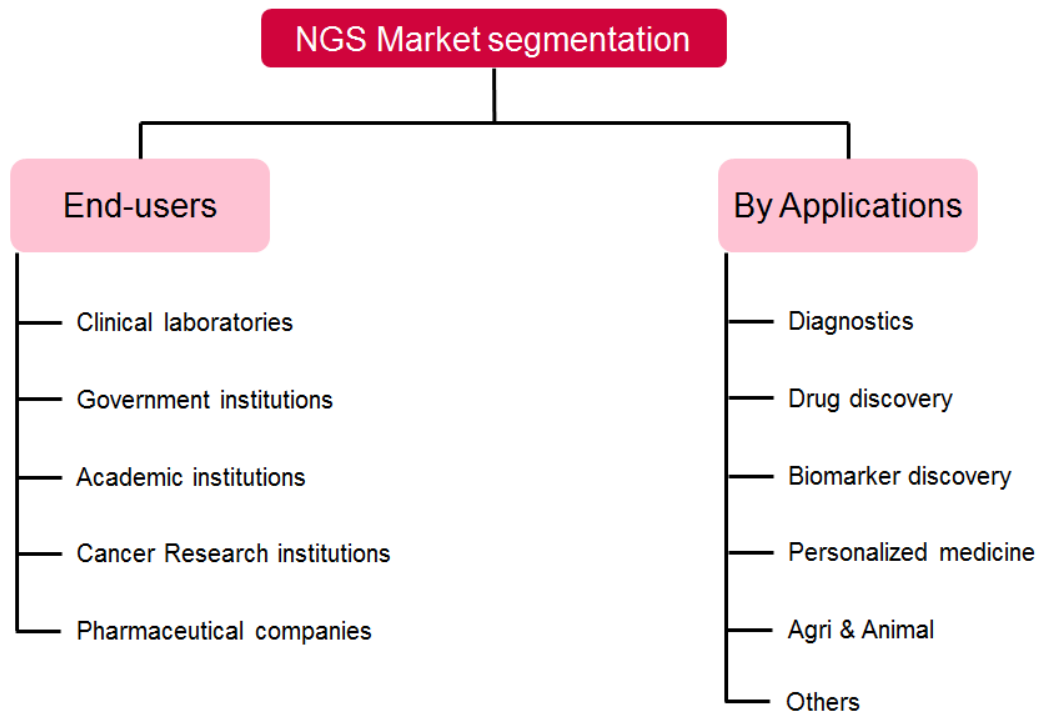 NGS Market segmentation
End-users
Clinical laboratories
Government institutions
Academic institutions
Cancer Research institutions
Pharmaceutical companies
By Applications
Diagnostics
Drug discovery
Biomarker discovery
Personalized medicine
Agri & Animal
Others